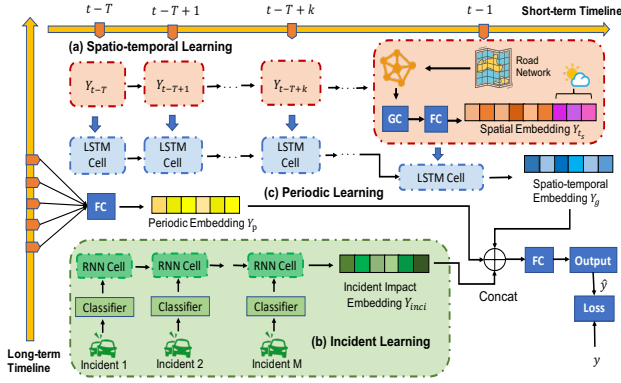 t − T
t − T + 1
t − T + k
t − 1
Short-term Timeline
(a) Spatio-temporal Learning
Y_{t−T}
Y_{t−T+1}
Y_{t−T+k}
Road
Network
GC
FC
Spatial Embedding Y_{t_s}
LSTM
Cell
LSTM
Cell
LSTM
Cell
LSTM Cell
(c) Periodic Learning
FC
Periodic Embedding Y_p
Spatio-temporal
Embedding Y_g
RNN Cell
RNN Cell
RNN Cell
Incident Impact
Embedding Y_{inci}
Concat
FC
Output
ŷ
Loss
y
Classifier
Classifier
Classifier
(b) Incident Learning
Incident 1
Incident 2
Incident M
Long-term
Timeline